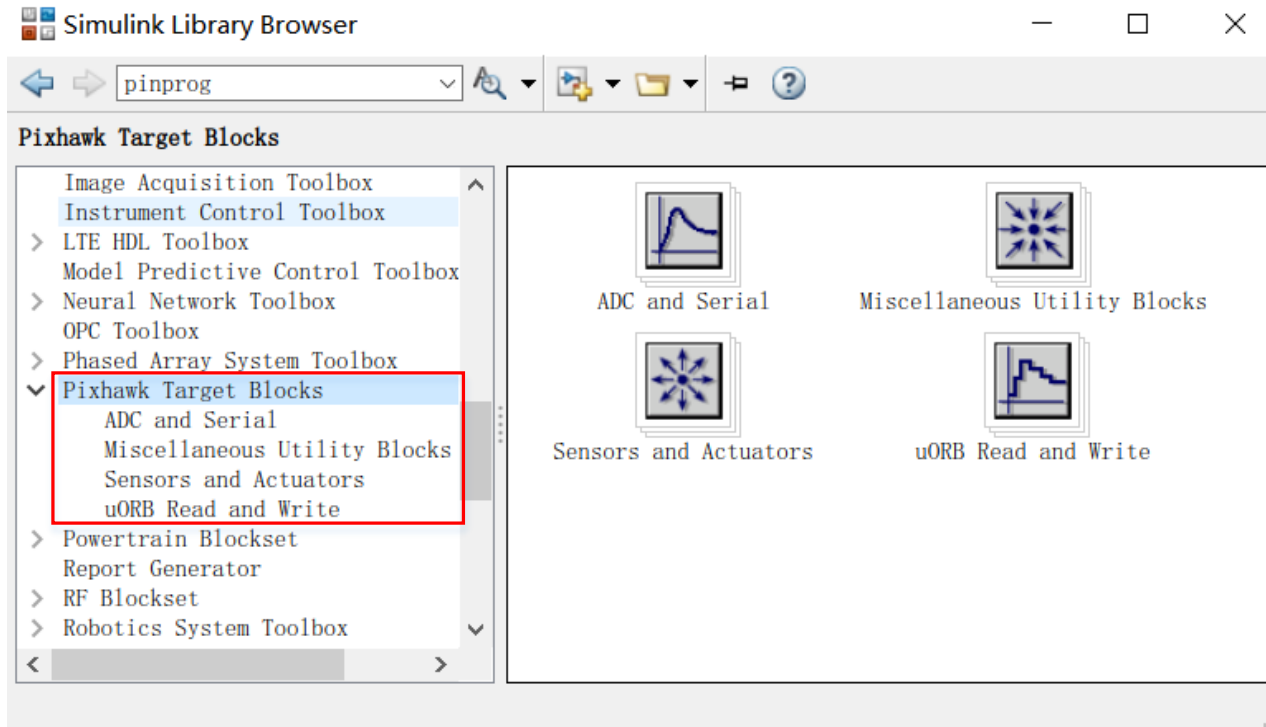 Simulink Library Browser
pinprog
Pixhawk Target Blocks
Image Acquisition Toolbox
Instrument Control Toolbox
LTE HDL Toolbox
Model Predictive Control Toolbox
Neural Network Toolbox
OPC Toolbox
Phased Array System Toolbox
Pixhawk Target Blocks
ADC and Serial
Miscellaneous Utility Blocks
Sensors and Actuators
uORB Read and Write
Powertrain Blockset
Report Generator
RF Blockset
Robotics System Toolbox
ADC and Serial
Miscellaneous Utility Blocks
Sensors and Actuators
uORB Read and Write